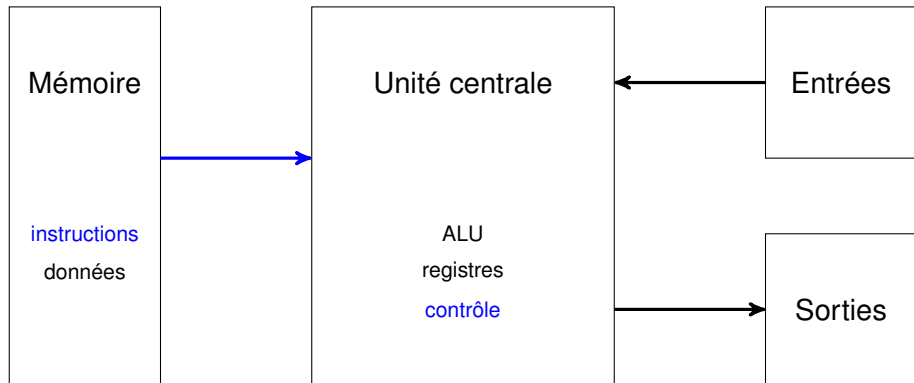 Mémoire
instructions
données
Unité centrale
ALU
registres
contrôle
Entrées
Sorties